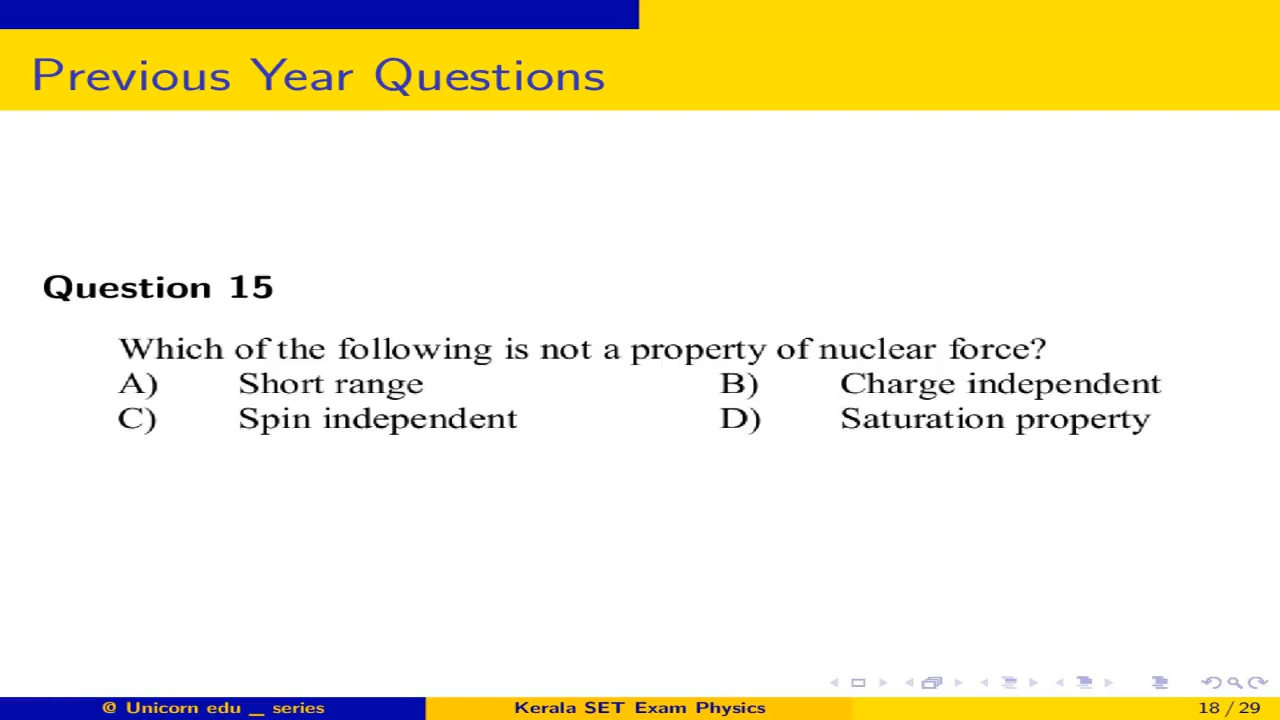 Previous Year Questions
Question 15
Which of the following is not a property of nuclear force?
A) Short range B) Charge independent
C) Spin independent D) Saturation property
@ Unicorn edu _ series Kerala SET Exam Physics 18 / 29